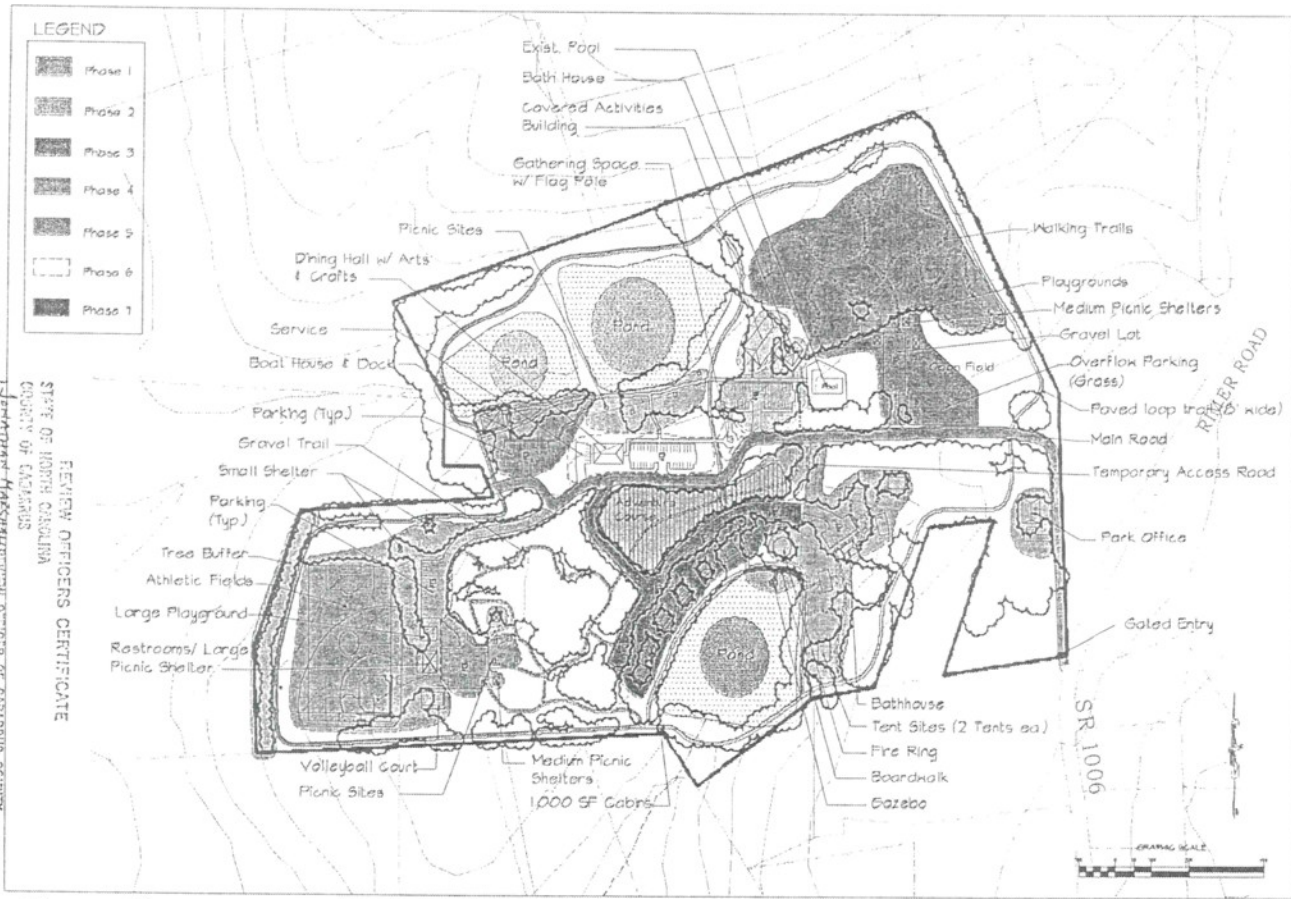 LEGEND
Phase 1
Phase 2
Phase 3
Phase 4
Phase 5
Phase 6
Phase 7
Exist. Pool
Bath House
Covered Activities
Building
Gathering Space
w/ Flag Pole
Picnic Sites
Dining Hall w/ Arts
& Crafts
Service
Boat House & Dock
Parking (Typ.)
Gravel Trail
Small Shelter
Parking
(Typ.)
Tree Buffer
Athletic Fields
Large Playground
Restrooms/ Large
Picnic Shelter
Volleyball Court
Picnic Sites
Medium Picnic
Shelters
1,000 SF Cabins
Walking Trails
Playgrounds
Medium Picnic Shelters
Gravel Lot
Overflow Parking
(Grass)
Paved loop trail (8' wide)
Main Road
Temporary Access Road
Park Office
Gated Entry
Bathhouse
Tent Sites (2 Tents ea.)
Fire Ring
Boardwalk
Gazebo
Pond
Pond
Pond
Pool
Open Field
RIVER ROAD
SR 1006
GRAPHIC SCALE
REVIEW OFFICERS CERTIFICATE
STATE OF NORTH CAROLINA
COUNTY OF CABARRUS